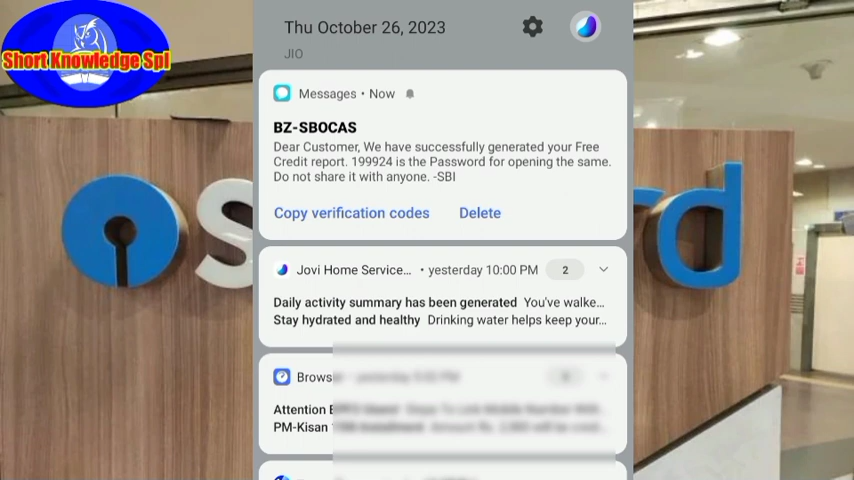 Short Knowledge Spl
Thu October 26, 2023
JIO
Messages • Now
BZ-SBOCAS
Dear Customer, We have successfully generated your Free
Credit report. 199924 is the Password for opening the same.
Do not share it with anyone. -SBI
Copy verification codes Delete
Jovi Home Service... • yesterday 10:00 PM 2
Daily activity summary has been generated You've walke...
Stay hydrated and healthy Drinking water helps keep your...
Attention
PM-Kisan
S
rd